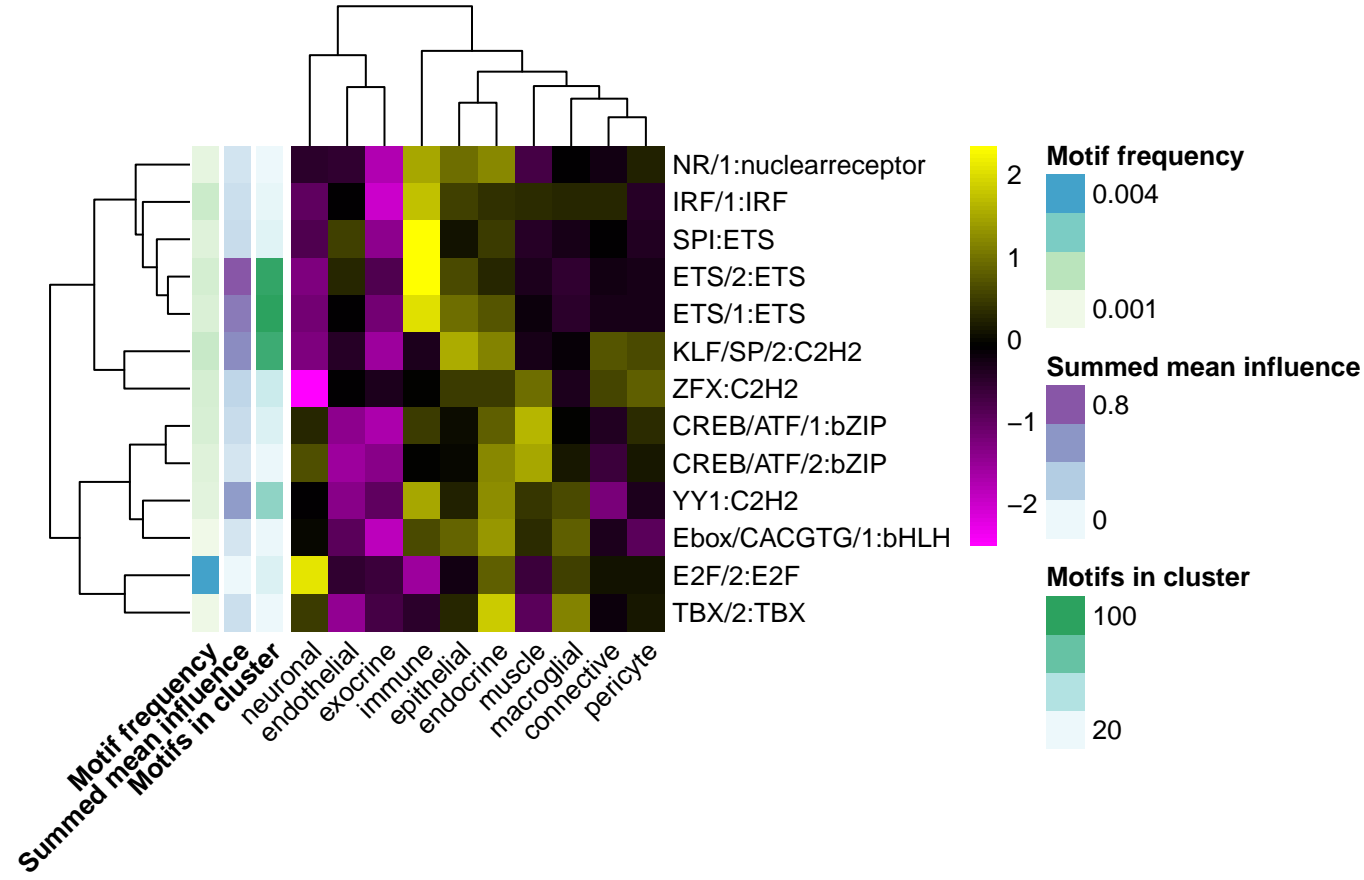 NR/1:nuclearreceptor
IRF/1:IRF
SPI:ETS
ETS/2:ETS
ETS/1:ETS
KLF/SP/2:C2H2
ZFX:C2H2
CREB/ATF/1:bZIP
CREB/ATF/2:bZIP
YY1:C2H2
Ebox/CACGTG/1:bHLH
E2F/2:E2F
TBX/2:TBX
Motif frequency
Summed mean influence
Motifs in cluster
neuronal
endothelial
exocrine
immune
epithelial
endocrine
muscle
macroglial
connective
pericyte
2
1
0
−1
−2
Motif frequency
0.004
0.001
Summed mean influence
0.8
0
Motifs in cluster
100
20